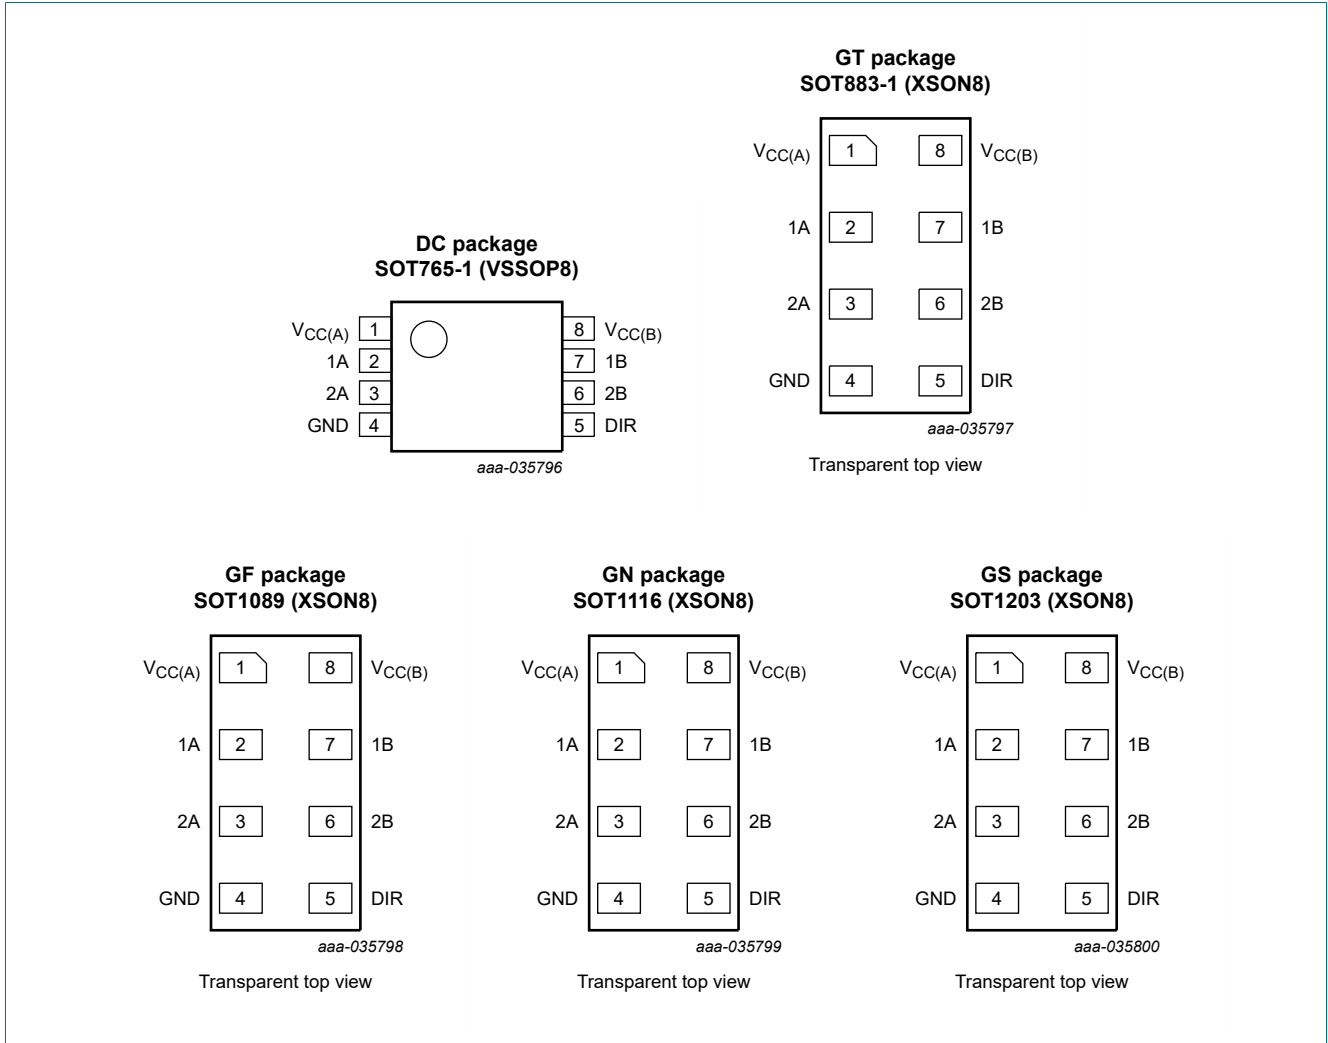 GT package
SOT883-1 (XSON8)
VCC(A) 1 8 VCC(B)
1A 2 7 1B
2A 3 6 2B
GND 4 5 DIR
aaa-035797
Transparent top view
DC package
SOT765-1 (VSSOP8)
VCC(A) 1 8 VCC(B)
1A 2 7 1B
2A 3 6 2B
GND 4 5 DIR
aaa-035796
GF package
SOT1089 (XSON8)
VCC(A) 1 8 VCC(B)
1A 2 7 1B
2A 3 6 2B
GND 4 5 DIR
aaa-035798
Transparent top view
GN package
SOT1116 (XSON8)
VCC(A) 1 8 VCC(B)
1A 2 7 1B
2A 3 6 2B
GND 4 5 DIR
aaa-035799
Transparent top view
GS package
SOT1203 (XSON8)
VCC(A) 1 8 VCC(B)
1A 2 7 1B
2A 3 6 2B
GND 4 5 DIR
aaa-035800
Transparent top view